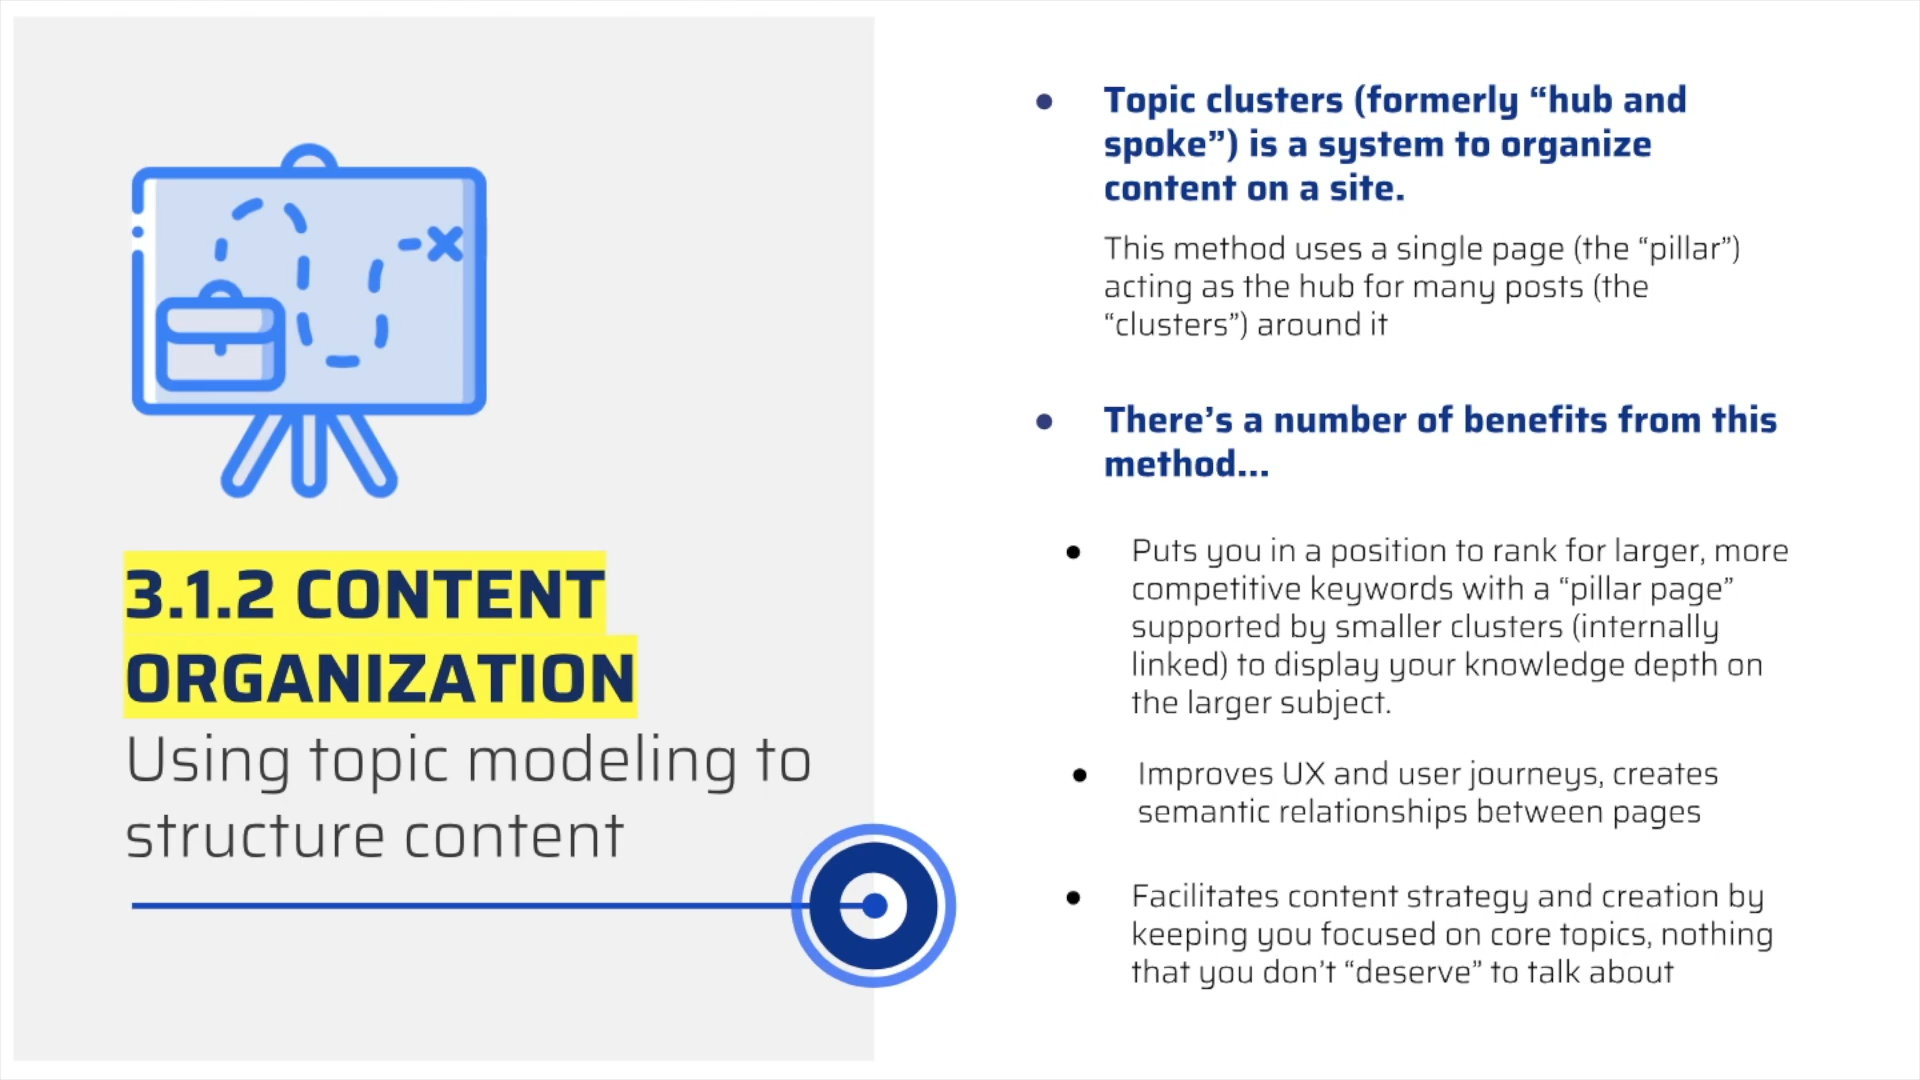 3.1.2 CONTENT
ORGANIZATION
Using topic modeling to
structure content
● Topic clusters (formerly “hub and
spoke”) is a system to organize
content on a site.
This method uses a single page (the “pillar”)
acting as the hub for many posts (the
“clusters”) around it
● There’s a number of benefits from this
method...
● Puts you in a position to rank for larger, more
competitive keywords with a “pillar page”
supported by smaller clusters (internally
linked) to display your knowledge depth on
the larger subject.
● Improves UX and user journeys, creates
semantic relationships between pages
● Facilitates content strategy and creation by
keeping you focused on core topics, nothing
that you don’t “deserve” to talk about